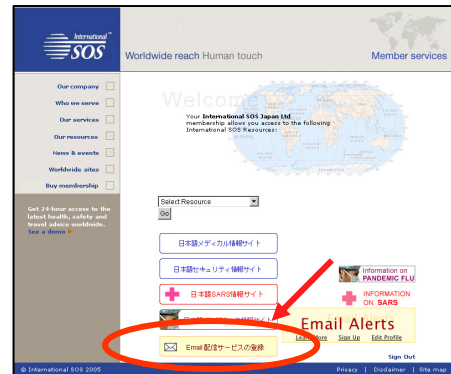 International
SOS
Worldwide reach Human touch
Member services
Our company
Who we serve
Our services
Our resources
News & events
Worldwide sites
Buy membership
Get 24-hour access to the
latest health, safety and
travel advice worldwide.
See a demo
Welcome
Your International SOS Japan Ltd
membership allows you access to the following
International SOS Resources:
Select Resource
Go
日本語メディカル情報サイト
日本語セキュリティ情報サイト
日本語SARS情報サイト
Email 配信サービスの登録
Information on
PANDEMIC FLU
INFORMATION
ON SARS
Email Alerts
Learn More Sign Up Edit Profile
Sign Out
© International SOS 2005
Privacy | Disclaimer | Site map